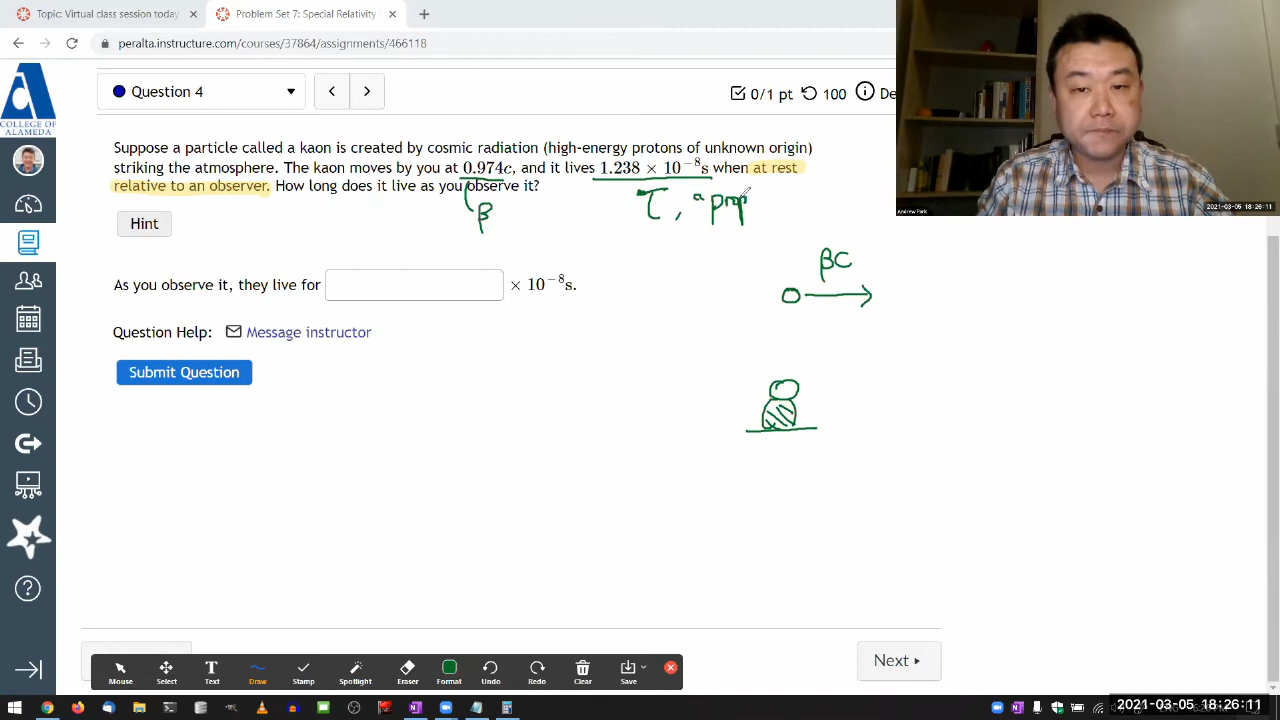 Topic: Virtual class session today
Problem Set 7: Special Relativity
peralta.instructure.com/courses/37864/assignments/466118
COLLEGE OF
ALAMEDA
Question 4
0/1 pt
100
De
Suppose a particle called a kaon is created by cosmic radiation (high-energy protons of unknown origin)
striking the atmosphere. The kaon moves by you at 0.974c, and it lives 1.238 × 10⁻⁸s when at rest
relative to an observer. How long does it live as you observe it?
β
τ, "prop
Hint
βc
As you observe it, they live for
× 10⁻⁸s.
Question Help:
Message instructor
Submit Question
Next
Mouse
Select
Text
Draw
Stamp
Spotlight
Eraser
Format
Undo
Redo
Clear
Save
Andrew Park
2021-03-05 18:26:11
2021-03-05 18:26:11